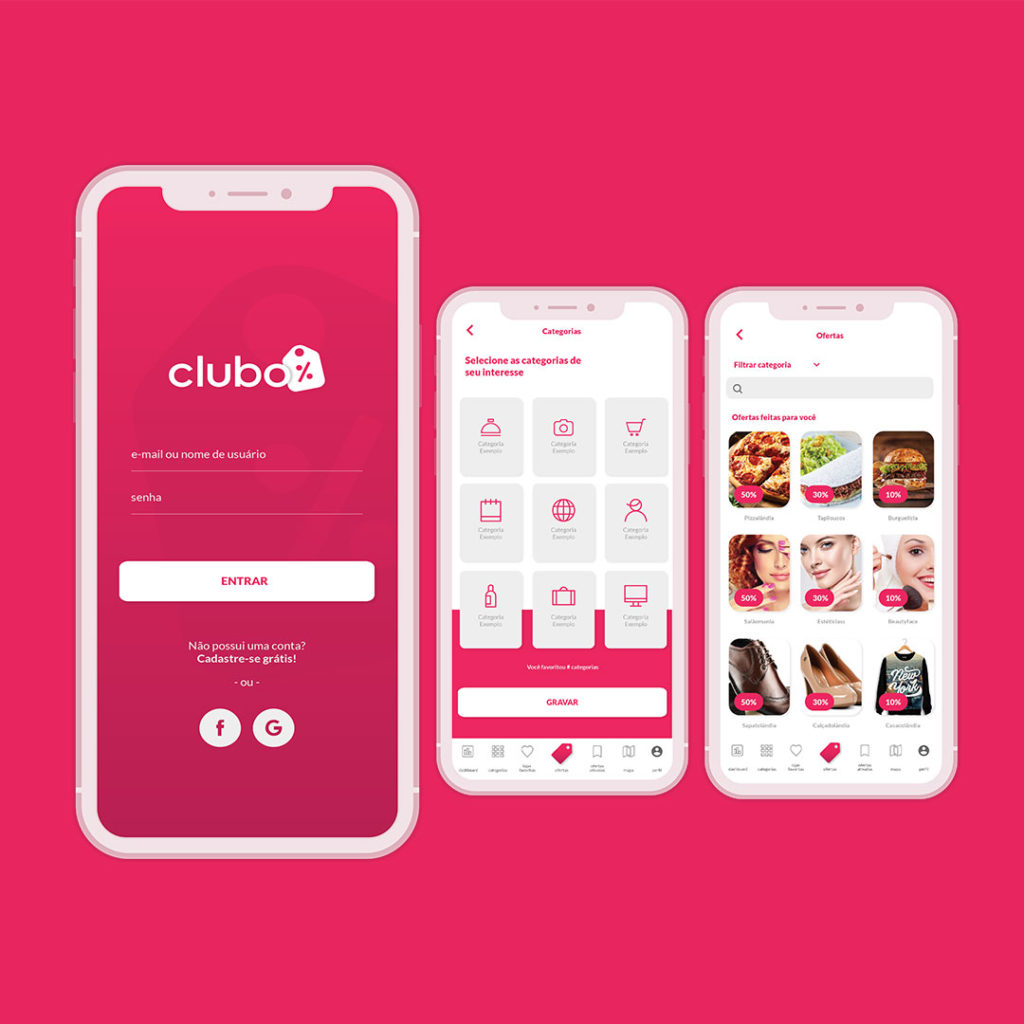 clubo%
e-mail ou nome de usuário
senha
ENTRAR
Não possui uma conta?
Cadastre-se grátis!
- ou -
f
G
Categorias
Selecione as categorias de
seu interesse
Categoria
Exemplo
Categoria
Exemplo
Categoria
Exemplo
Categoria
Exemplo
Categoria
Exemplo
Categoria
Exemplo
Categoria
Exemplo
Categoria
Exemplo
Categoria
Exemplo
Você favoritou # categorias
GRAVAR
dashboard
categorias
lojas
favoritas
ofertas
ofertas
ativadas
mapa
perfil
Ofertas
Filtrar categoria
Ofertas feitas para você
50%
30%
10%
Pizzalândia
Tapiloucos
Burguelista
50%
30%
10%
Salãomania
Estéticlass
Beautyface
New
York
50%
30%
10%
Sapatolândia
Calçadolândia
Casacolândia
dashboard
categorias
lojas
favoritas
ofertas
ofertas
ativadas
mapa
perfil